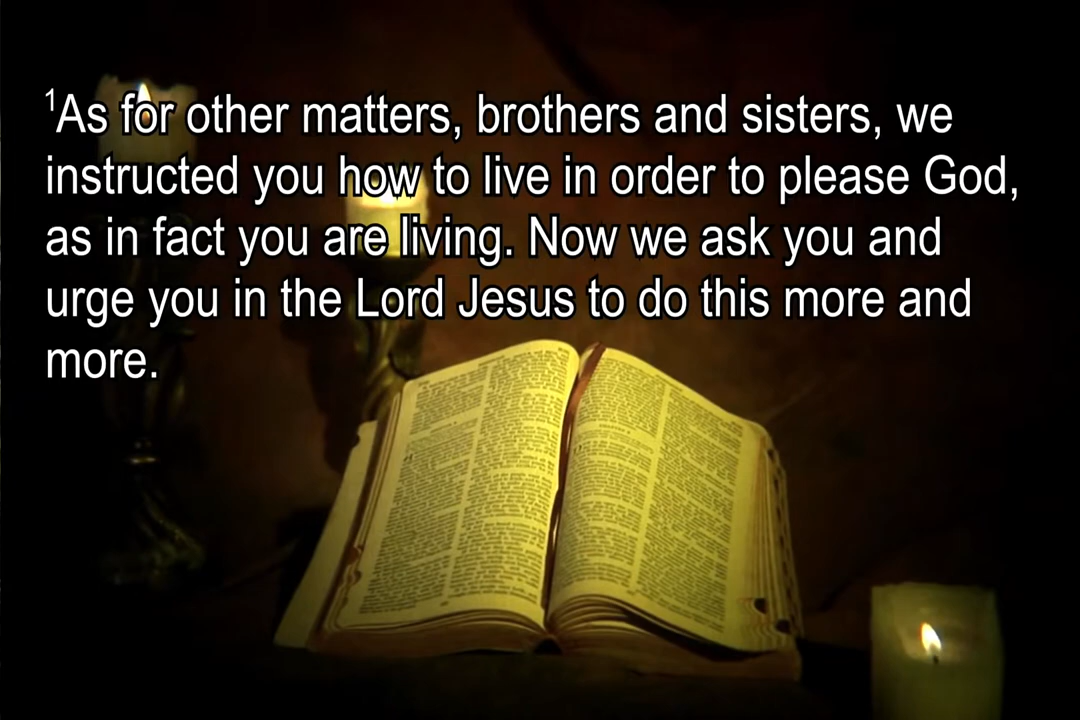 ¹As for other matters, brothers and sisters, we
instructed you how to live in order to please God,
as in fact you are living. Now we ask you and
urge you in the Lord Jesus to do this more and
more.